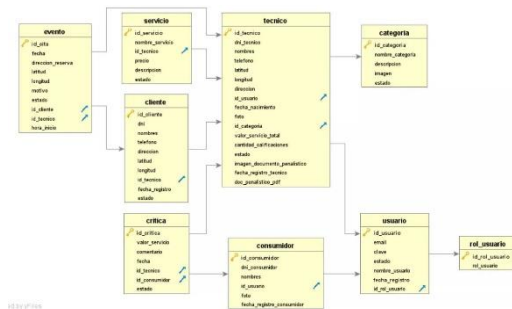 evento
id_cita
fecha
direccion_reserva
latitud
longitud
motivo
estado
id_cliente
id_tecnico
hora_inicio
servicio
id_servicio
nombre_servicio
id_tecnico
precio
descripcion
estado
tecnico
id_tecnico
dni_tecnico
nombres
telefono
latitud
longitud
direccion
id_usuario
fecha_nacimiento
foto
id_categoria
valor_servicio_total
cantidad_calificaciones
estado
imagen_documento_penalistico
fecha_registro_tecnico
doc_penalistico_pdf
categoria
id_categoria
nombre_categoria
descripcion
imagen
estado
cliente
id_cliente
dni
nombres
telefono
direccion
latitud
longitud
id_tecnico
fecha_registro
estado
critica
id_critica
valor_servicio
comentario
fecha
id_tecnico
id_consumidor
estado
consumidor
id_consumidor
dni_consumidor
nombres
id_usuario
foto
fecha_registro_consumidor
usuario
id_usuario
email
clave
estado
nombre_usuario
fecha_registro
id_rol_usuario
rol_usuario
id_rol_usuario
rol_usuario